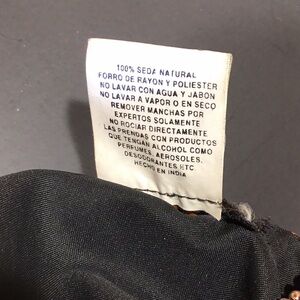 100% SEDA NATURAL
FORRO DE RAYON Y POLIESTER
NO LAVAR CON AGUA Y JABON
NO LAVAR A VAPOR O EN SECO
REMOVER MANCHAS POR
EXPERTOS SOLAMENTE
NO ROCIAR DIRECTAMENTE
LAS PRENDAS CON PRODUCTOS
QUE TENGAN ALCOHOL COMO
PERFUMES, AEROSOLES,
DESODORANTES ETC
HECHO EN INDIA